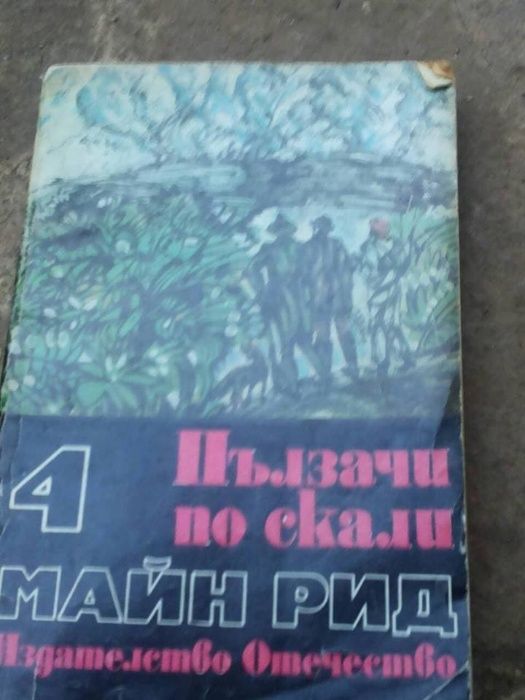 4 Пълзачи
по скали
МАЙН РИД
Издателство Отечество